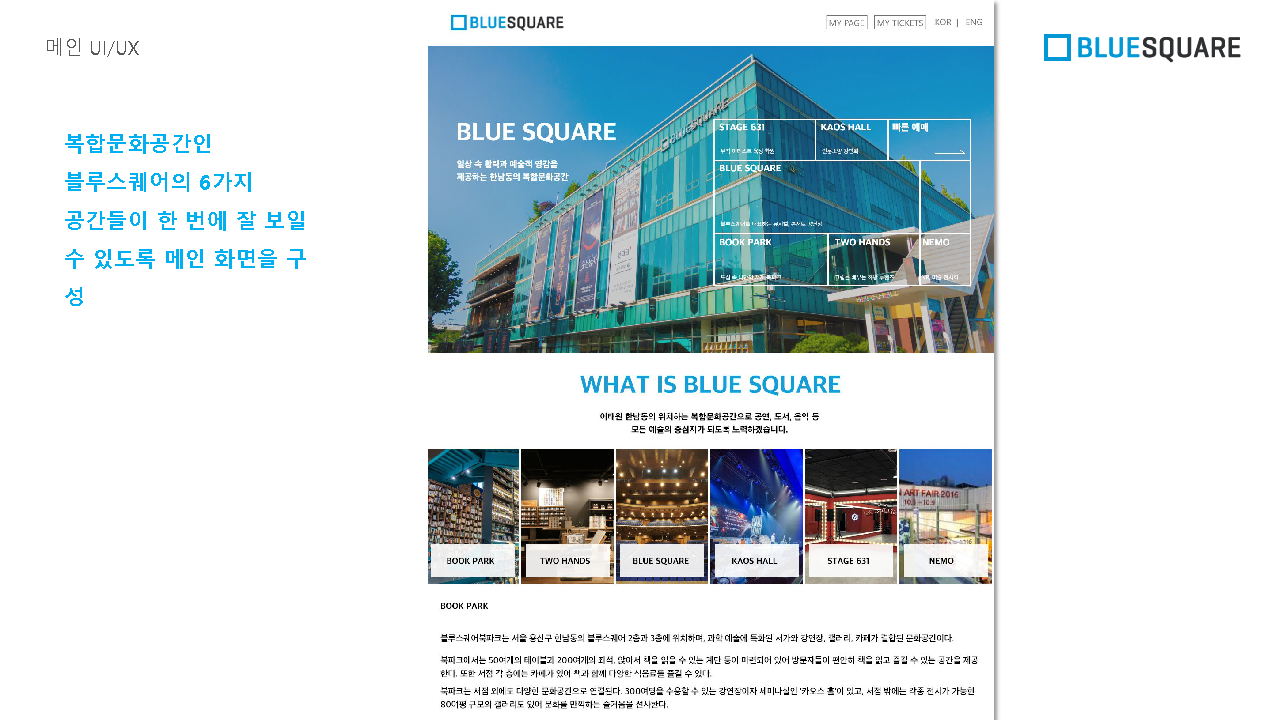 메인 UI/UX
복합문화공간인
블루스퀘어의 6가지
공간들이 한 번에 잘 보일
수 있도록 메인 화면을 구
성
BLUESQUARE
MY PAGE
MY TICKETS
KOR | ENG
BLUESQUARE
BLUE SQUARE
일상 속 활력과 예술적 영감을
제공하는 한남동의 복합문화공간
STAGE 631
KAOS HALL
빠른 예매
BLUE SQUARE
BOOK PARK
TWO HANDS
NEMO
WHAT IS BLUE SQUARE
이태원 한남동의 위치하는 복합문화공간으로 공연, 도서, 음악 등
모든 예술의 중심지가 되도록 노력하겠습니다.
ART FAIR 2016
BOOK PARK
TWO HANDS
BLUE SQUARE
KAOS HALL
STAGE 631
NEMO
BOOK PARK
블루스퀘어북파크는 서울 용산구 한남동의 블루스퀘어 2층과 3층에 위치하며, 과학 예술에 특화된 서가와 강연장, 갤러리, 카페가 결합된 문화공간이다.
북파크에서는 50여개의 테이블과 200여개의 좌석, 앉아서 책을 읽을 수 있는 계단 등이 마련되어 있어 방문자들이 편안히 책을 읽고 즐길 수 있는 공간을 제공
한다. 또한 서점 각 층에는 카페가 있어 책과 함께 다양한 식음료를 즐길 수 있다.
북파크는 서점 외에도 다양한 문화공간으로 연결된다. 300여명을 수용할 수 있는 강연장이자 세미나실인 '카오스 홀'이 있고, 서점 밖에는 각종 전시가 가능한
80여평 규모의 갤러리도 있어 문화를 만끽하는 즐거움을 선사한다.